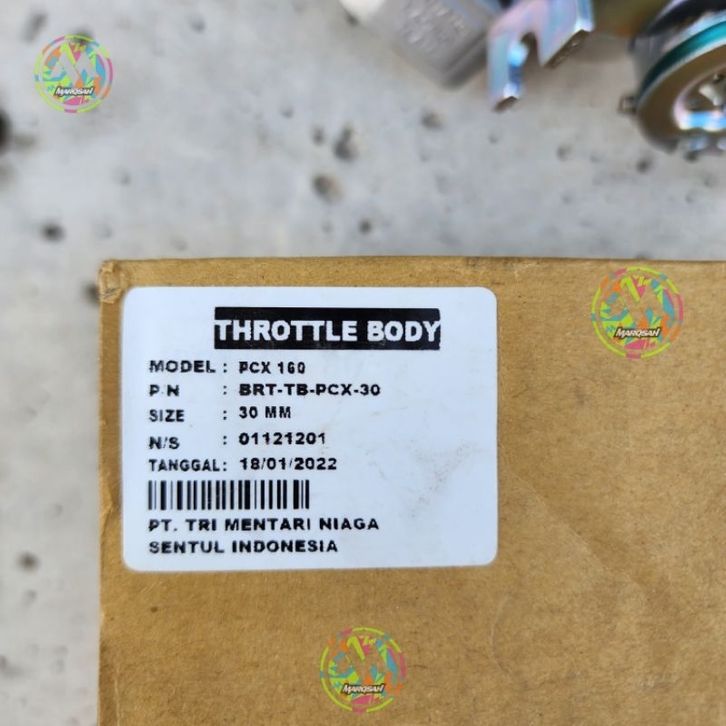 MARQSAH
MARQSAH
THROTTLE BODY
MODEL : PCX 160
P.N : BRT-TB-PCX-30
SIZE : 30 MM
N/S : 01121201
TANGGAL : 18/01/2022
PT. TRI MENTARI NIAGA
SENTUL INDONESIA
MARQSAH